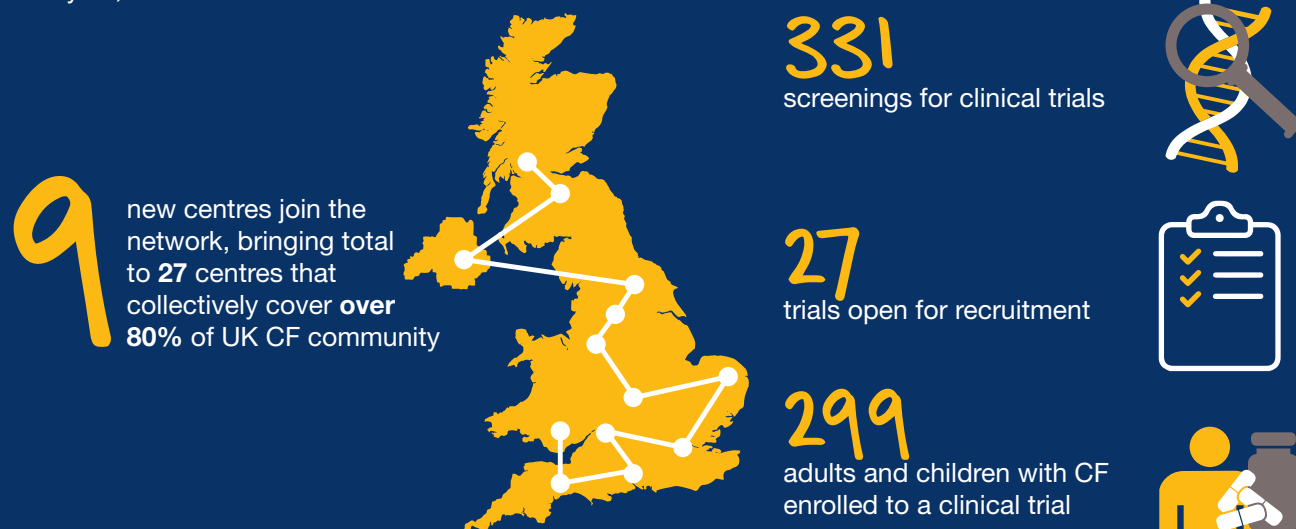 9
new centres join the
network, bringing total
to 27 centres that
collectively cover over
80% of UK CF community
331
screenings for clinical trials
27
trials open for recruitment
299
adults and children with CF
enrolled to a clinical trial